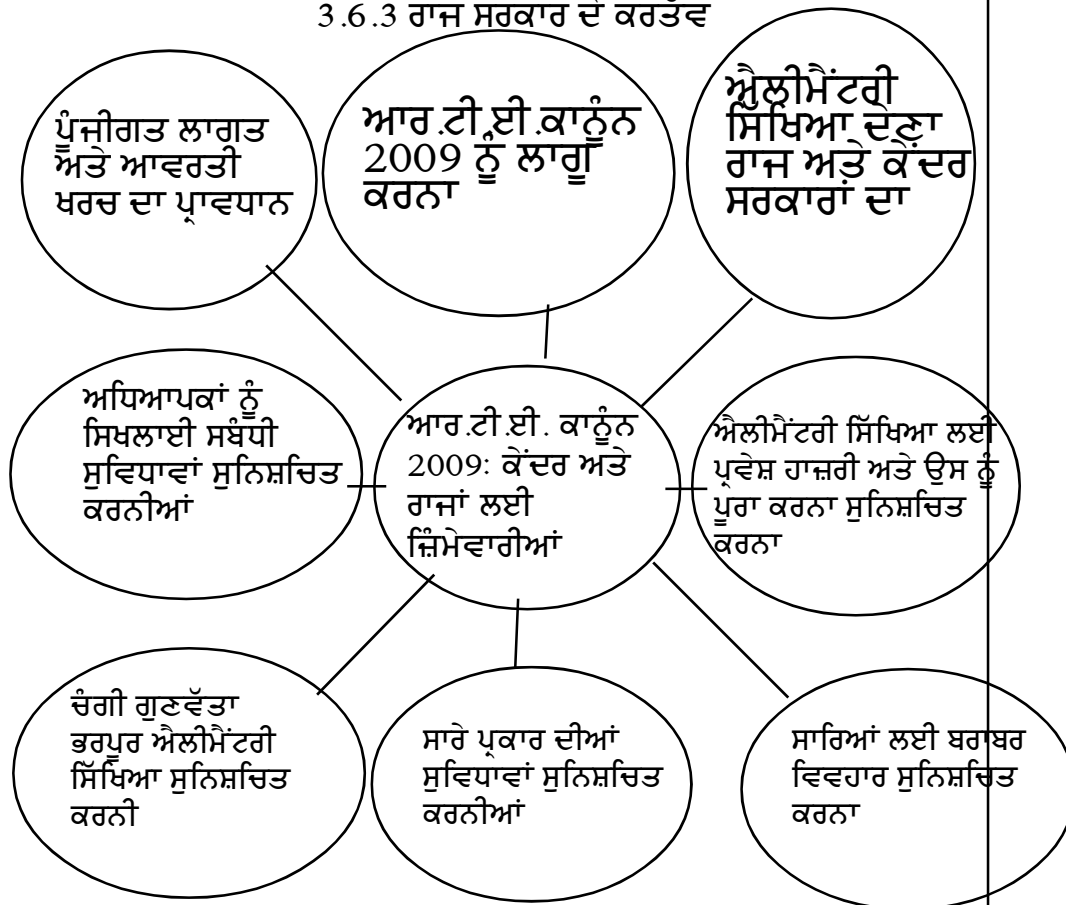 3.6.3 ਰਾਜ ਸਰਕਾਰ ਦੇ ਕਰਤੱਵ
ਪੂੰਜੀਗਤ ਲਾਗਤ
ਅਤੇ ਆਵਰਤੀ
ਖਰਚ ਦਾ ਪ੍ਰਾਵਧਾਨ
ਆਰ.ਟੀ.ਈ.ਕਾਨੂੰਨ
2009 ਨੂੰ ਲਾਗੂ
ਕਰਨਾ
ਐਲੀਮੈਂਟਰੀ
ਸਿੱਖਿਆ ਦੇਣਾ
ਰਾਜ ਅਤੇ ਕੇਂਦਰ
ਸਰਕਾਰਾਂ ਦਾ
ਅਧਿਆਪਕਾਂ ਨੂੰ
ਸਿਖਲਾਈ ਸਬੰਧੀ
ਸੁਵਿਧਾਵਾਂ ਸੁਨਿਸ਼ਚਿਤ
ਕਰਨੀਆਂ
ਆਰ.ਟੀ.ਈ. ਕਾਨੂੰਨ
2009: ਕੇਂਦਰ ਅਤੇ
ਰਾਜਾਂ ਲਈ
ਜ਼ਿੰਮੇਵਾਰੀਆਂ
ਐਲੀਮੈਂਟਰੀ ਸਿੱਖਿਆ ਲਈ
ਪ੍ਰਵੇਸ਼ ਹਾਜ਼ਰੀ ਅਤੇ ਉਸ ਨੂੰ
ਪੂਰਾ ਕਰਨਾ ਸੁਨਿਸ਼ਚਿਤ
ਕਰਨਾ
ਚੰਗੀ ਗੁਣਵੱਤਾ
ਭਰਪੂਰ ਐਲੀਮੈਂਟਰੀ
ਸਿੱਖਿਆ ਸੁਨਿਸ਼ਚਿਤ
ਕਰਨੀ
ਸਾਰੇ ਪ੍ਰਕਾਰ ਦੀਆਂ
ਸੁਵਿਧਾਵਾਂ ਸੁਨਿਸ਼ਚਿਤ
ਕਰਨੀਆਂ
ਸਾਰਿਆਂ ਲਈ ਬਰਾਬਰ
ਵਿਵਹਾਰ ਸੁਨਿਸ਼ਚਿਤ
ਕਰਨਾ